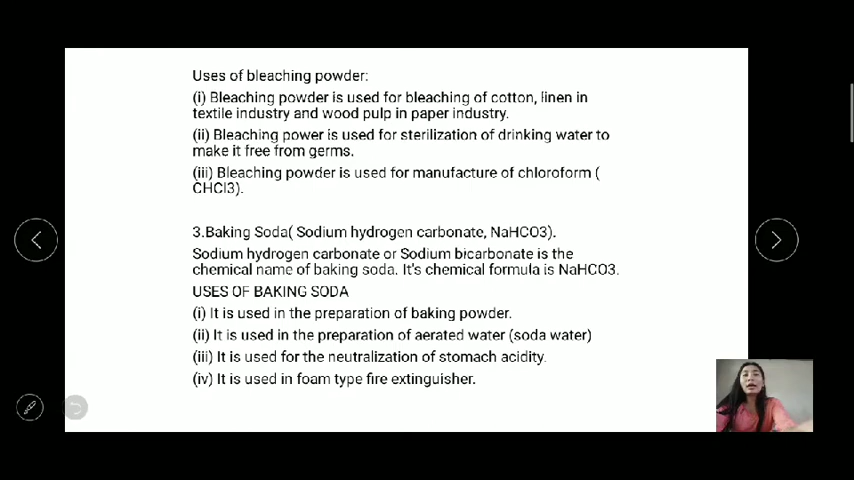 Uses of bleaching powder:
(i) Bleaching powder is used for bleaching of cotton, linen in
textile industry and wood pulp in paper industry.
(ii) Bleaching power is used for sterilization of drinking water to
make it free from germs.
(iii) Bleaching powder is used for manufacture of chloroform (
CHCl3).
3.Baking Soda( Sodium hydrogen carbonate, NaHCO3).
Sodium hydrogen carbonate or Sodium bicarbonate is the
chemical name of baking soda. It's chemical formula is NaHCO3.
USES OF BAKING SODA
(i) It is used in the preparation of baking powder.
(ii) It is used in the preparation of aerated water (soda water)
(iii) It is used for the neutralization of stomach acidity.
(iv) It is used in foam type fire extinguisher.